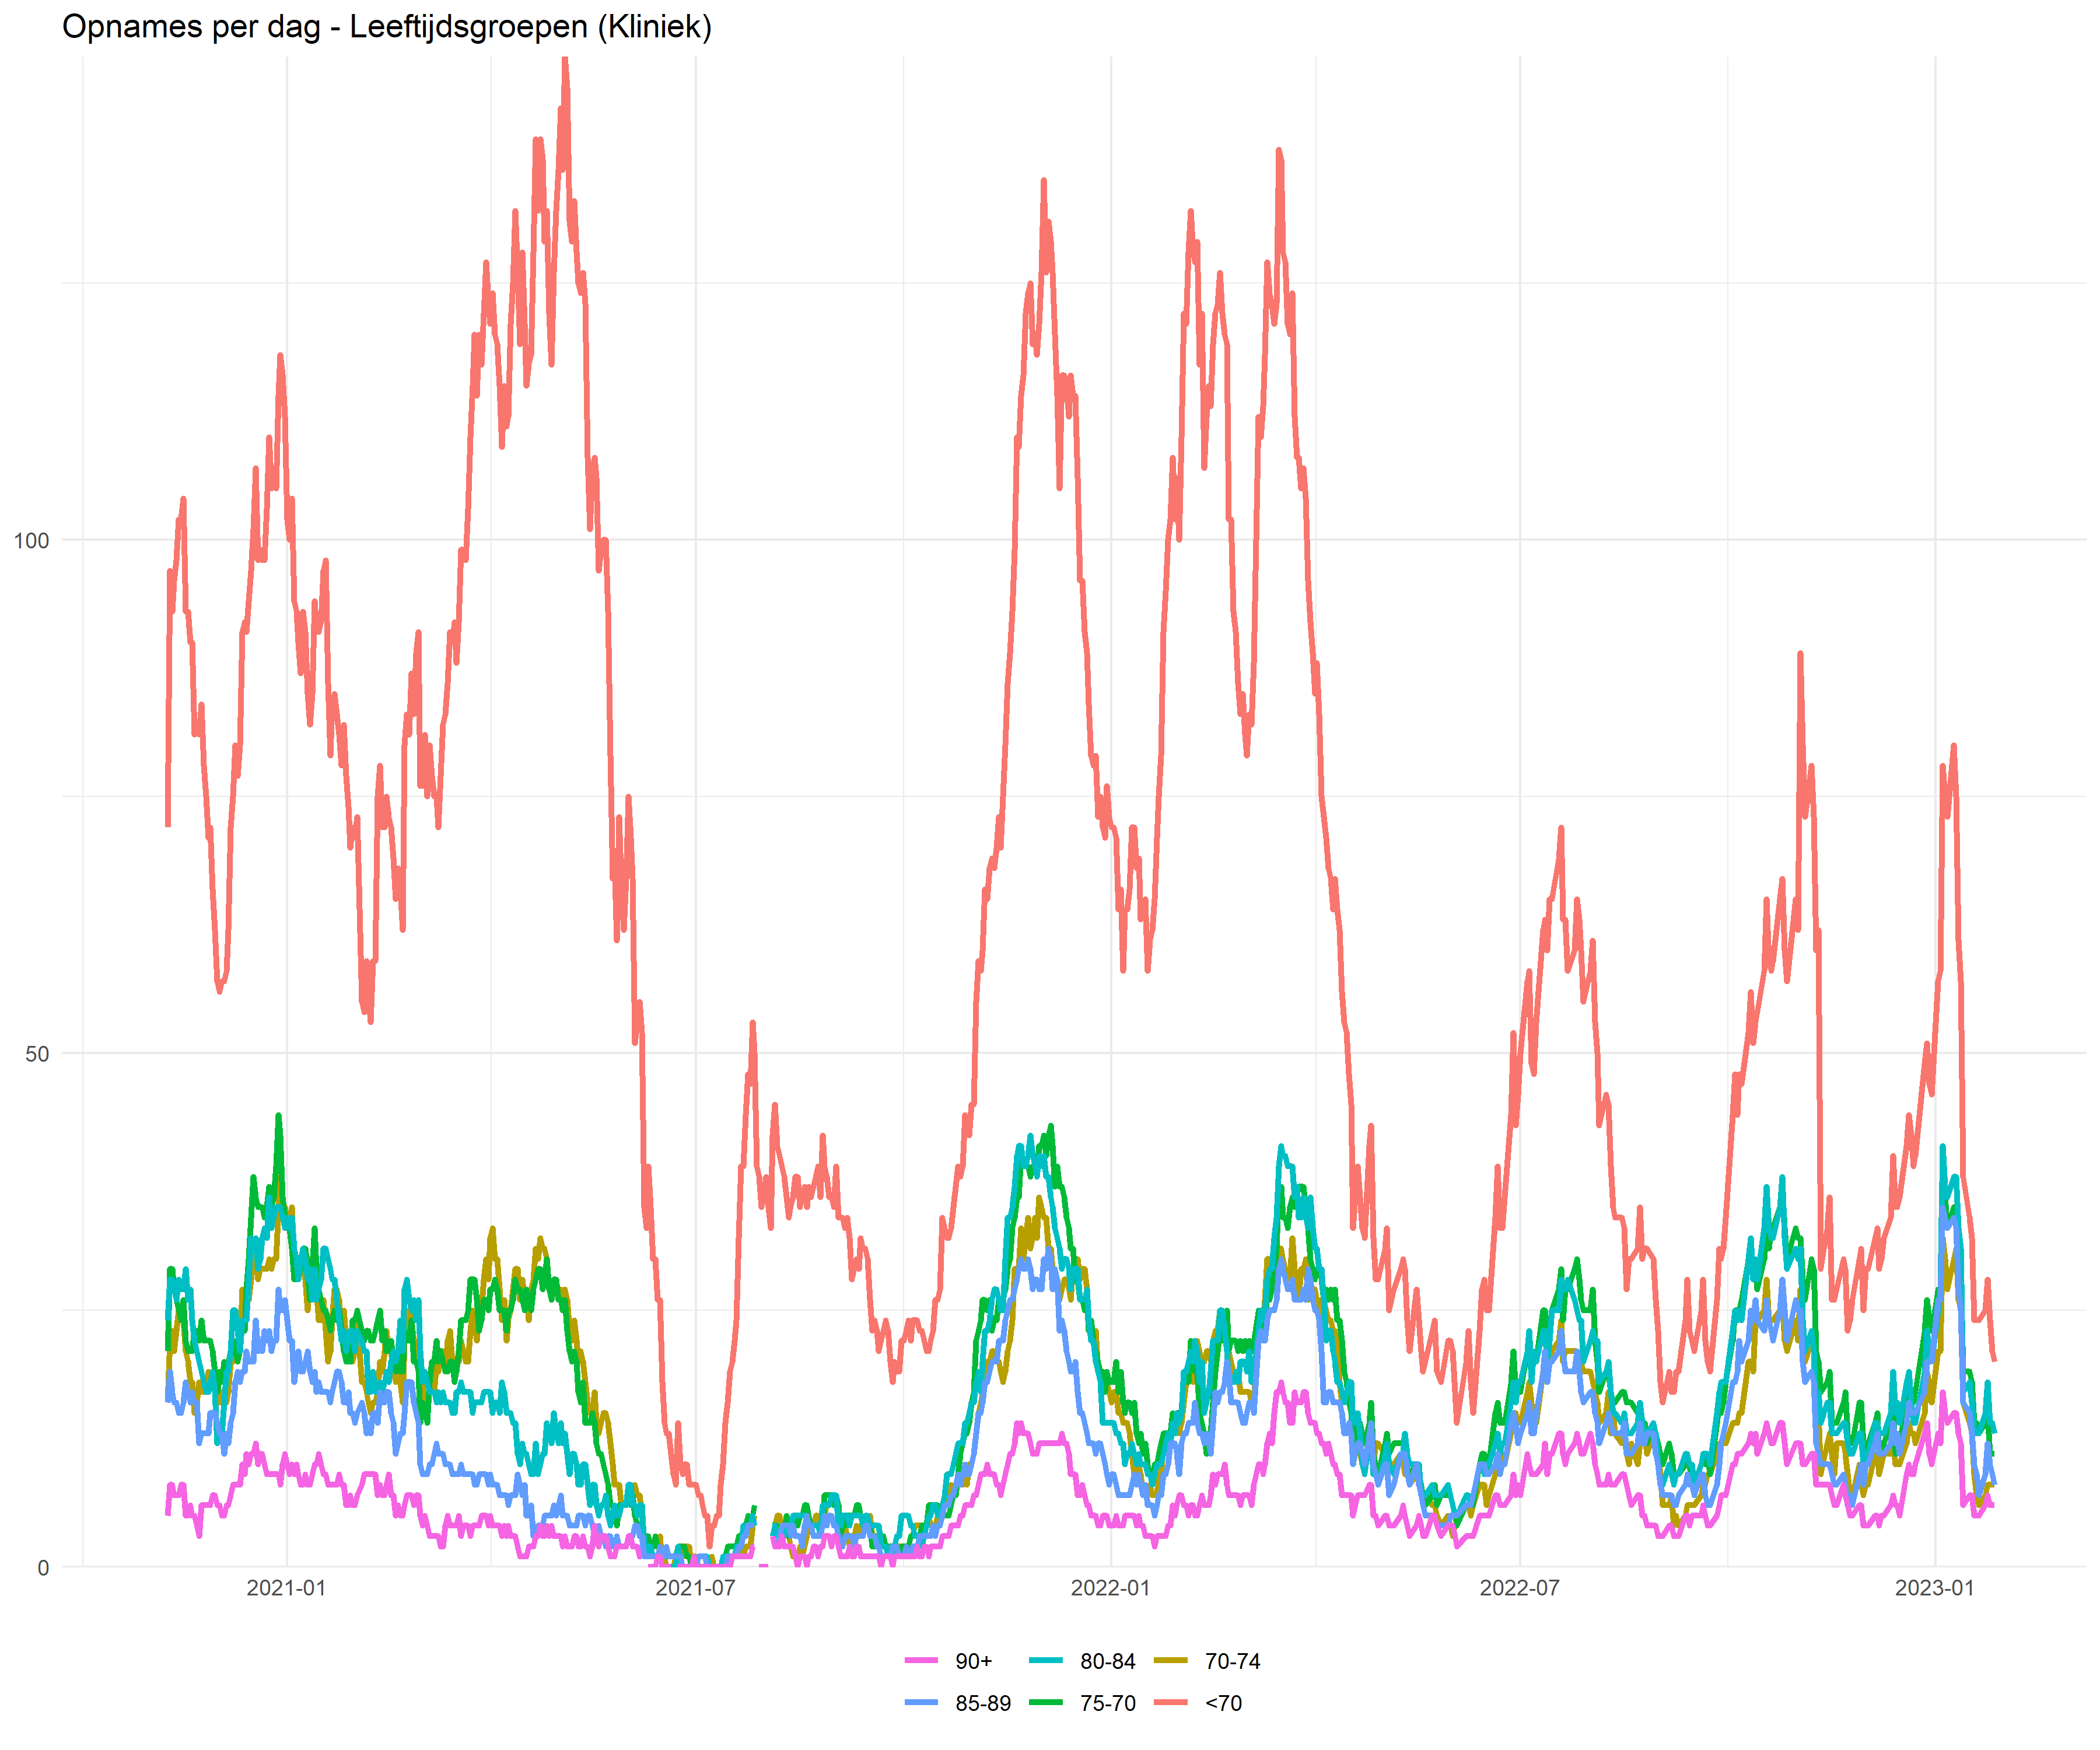 Opnames per dag - Leeftijdsgroepen (Kliniek)
100
50
0
2021-01 2021-07 2022-01 2022-07 2023-01
90+ 80-84 70-74
85-89 75-70 <70